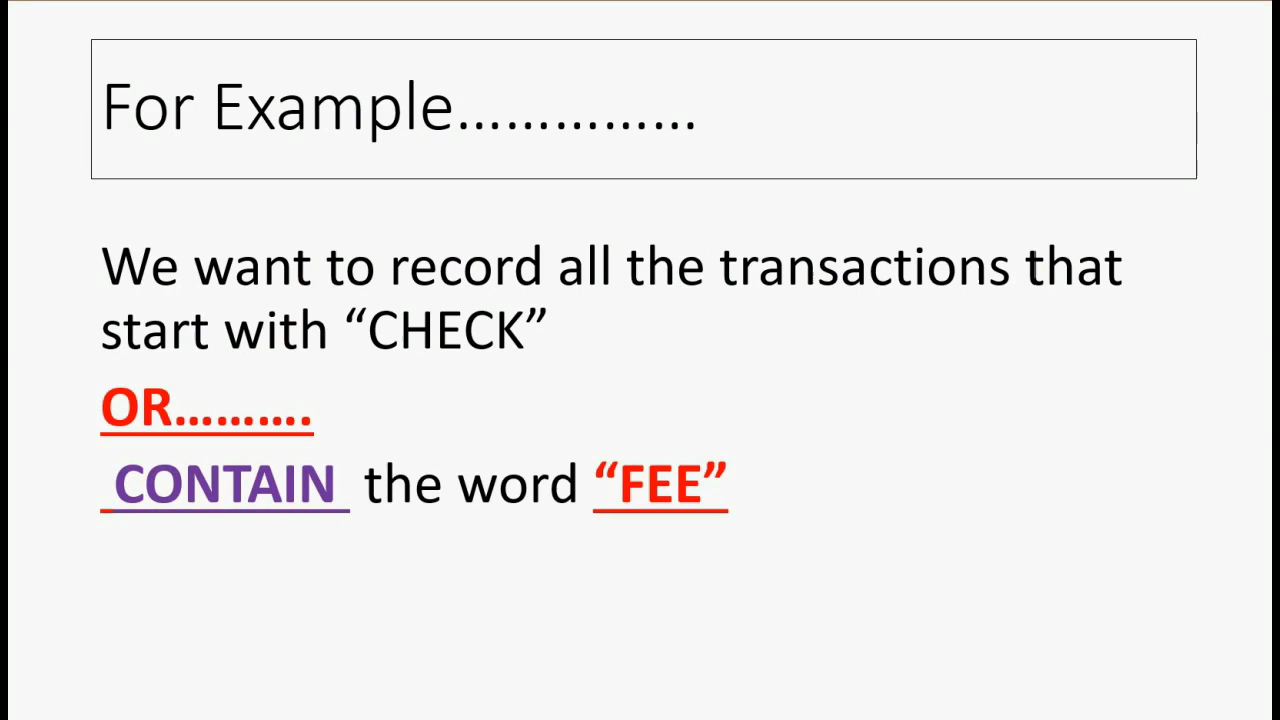 For Example……………
We want to record all the transactions that
start with “CHECK”
OR……….
CONTAIN the word “FEE”